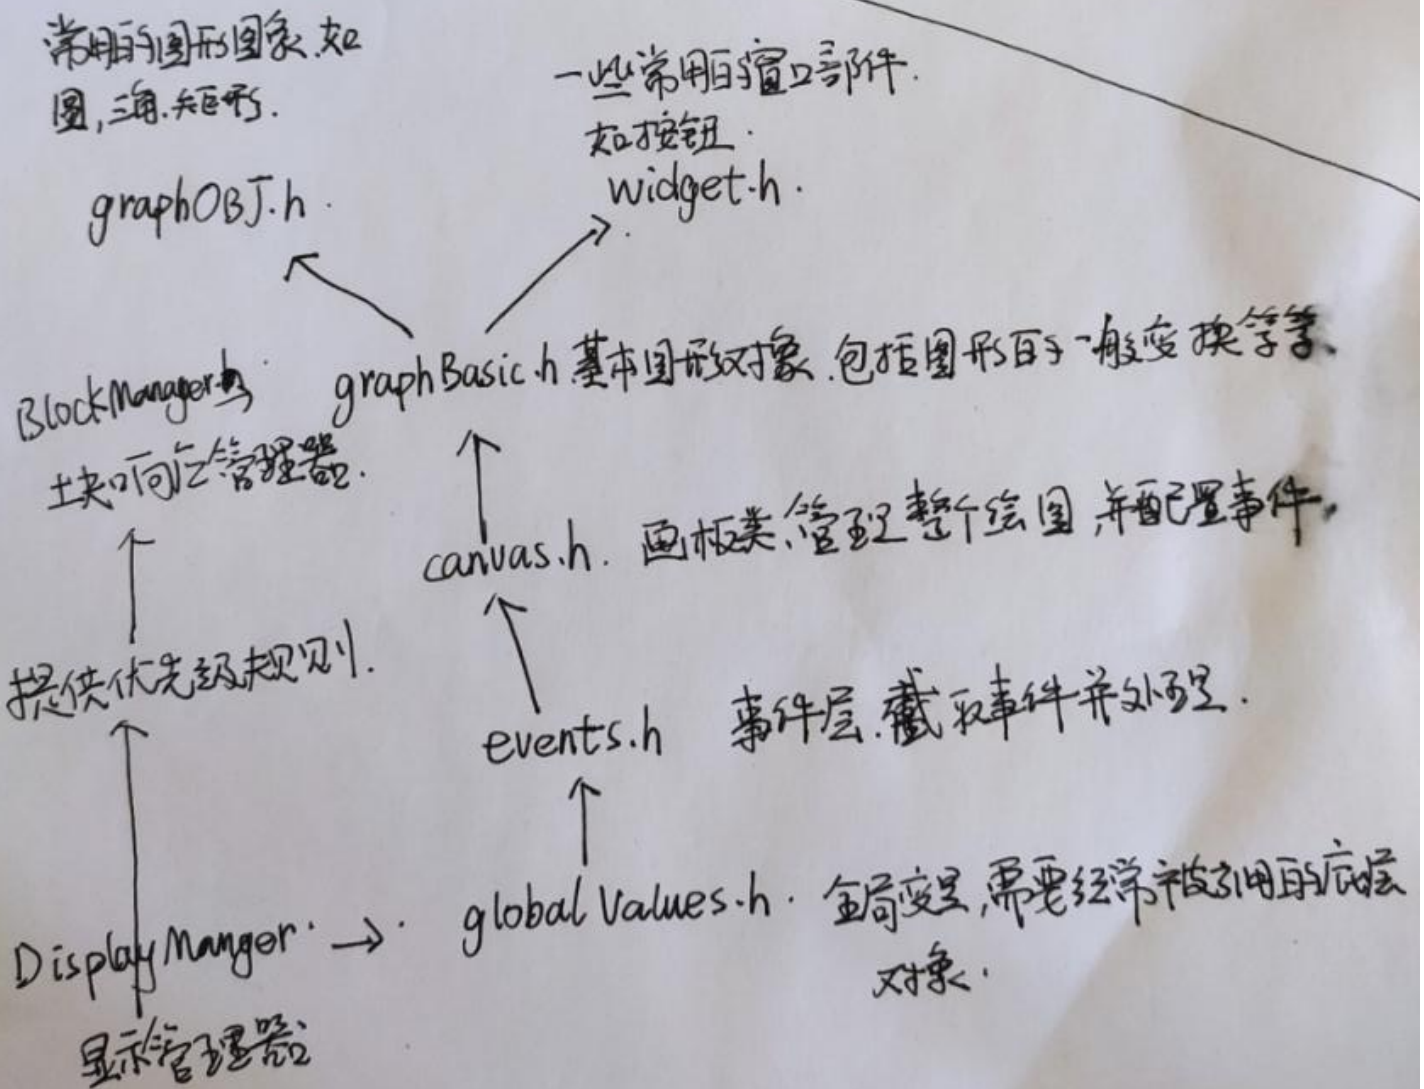 常用的图形图象.如
圆,三角.矩形.
graphOBJ.h.
一些常用的窗口部件.
如按钮.
widget.h.
BlockManager.h
块响应管理器.
graphBasic.h 基本图形对象.包括图形的一般变换等等.
canvas.h. 画板类,管理整个绘图,并配置事件.
提供优先级规则.
events.h 事件层.截取事件并处理.
globalValues.h. 全局变量,需要经常被引用的底层
对象.
DisplayManger.
显示管理器